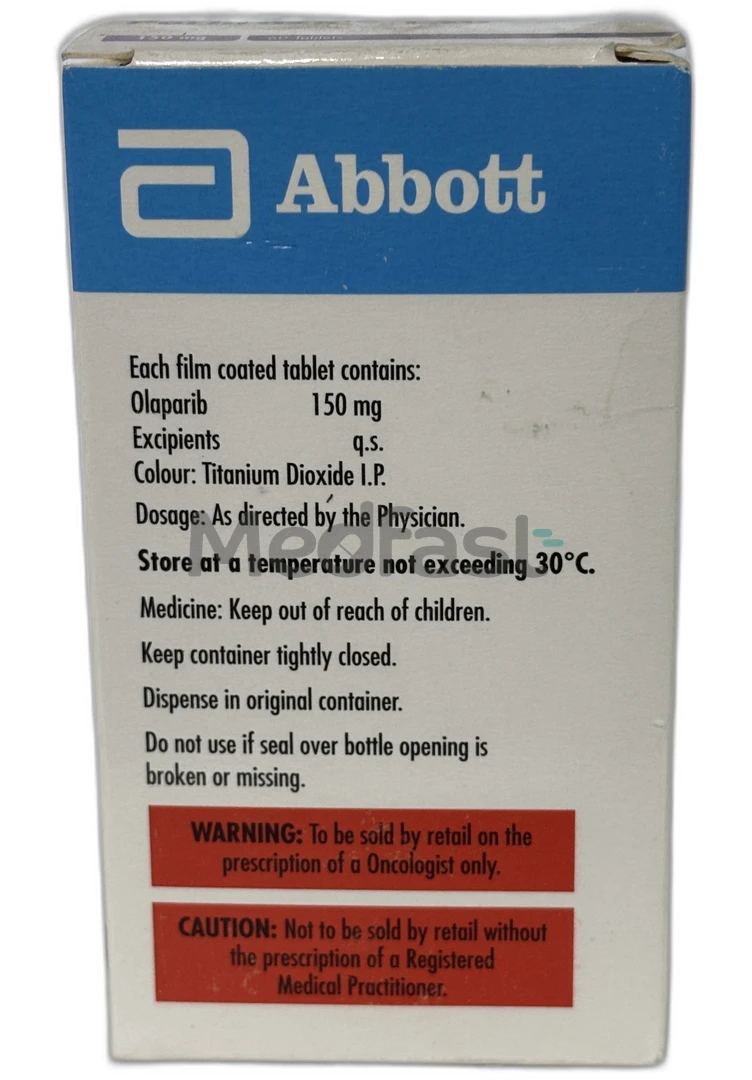 150 mg
Abbott
Each film coated tablet contains:
Olaparib 150 mg
Excipients q.s.
Colour: Titanium Dioxide I.P.
Dosage: As directed by the Physician.
Medfast
Store at a temperature not exceeding 30°C.
Medicine: Keep out of reach of children.
Keep container tightly closed.
Dispense in original container.
Do not use if seal over bottle opening is
broken or missing.
WARNING: To be sold by retail on the
prescription of a Oncologist only.
CAUTION: Not to be sold by retail without
the prescription of a Registered
Medical Practitioner.